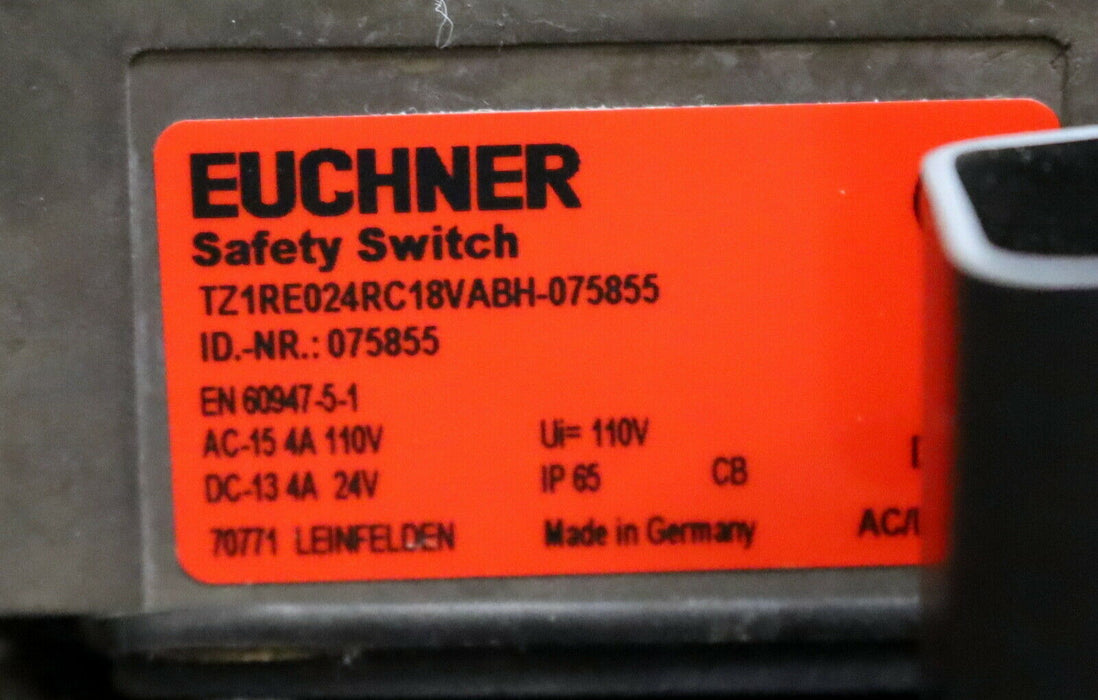 EUCHNER
Safety Switch
TZ1RE024RC18VABH-075855
ID.-NR.: 075855
EN 60947-5-1
AC-15 4A 110V Ui= 110V
DC-13 4A 24V IP 65 CB
70771 LEINFELDEN Made in Germany AC/